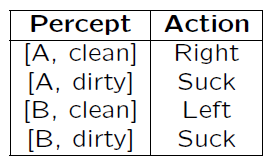 Percept Action
[A, clean] Right
[A, dirty] Suck
[B, clean] Left
[B, dirty] Suck